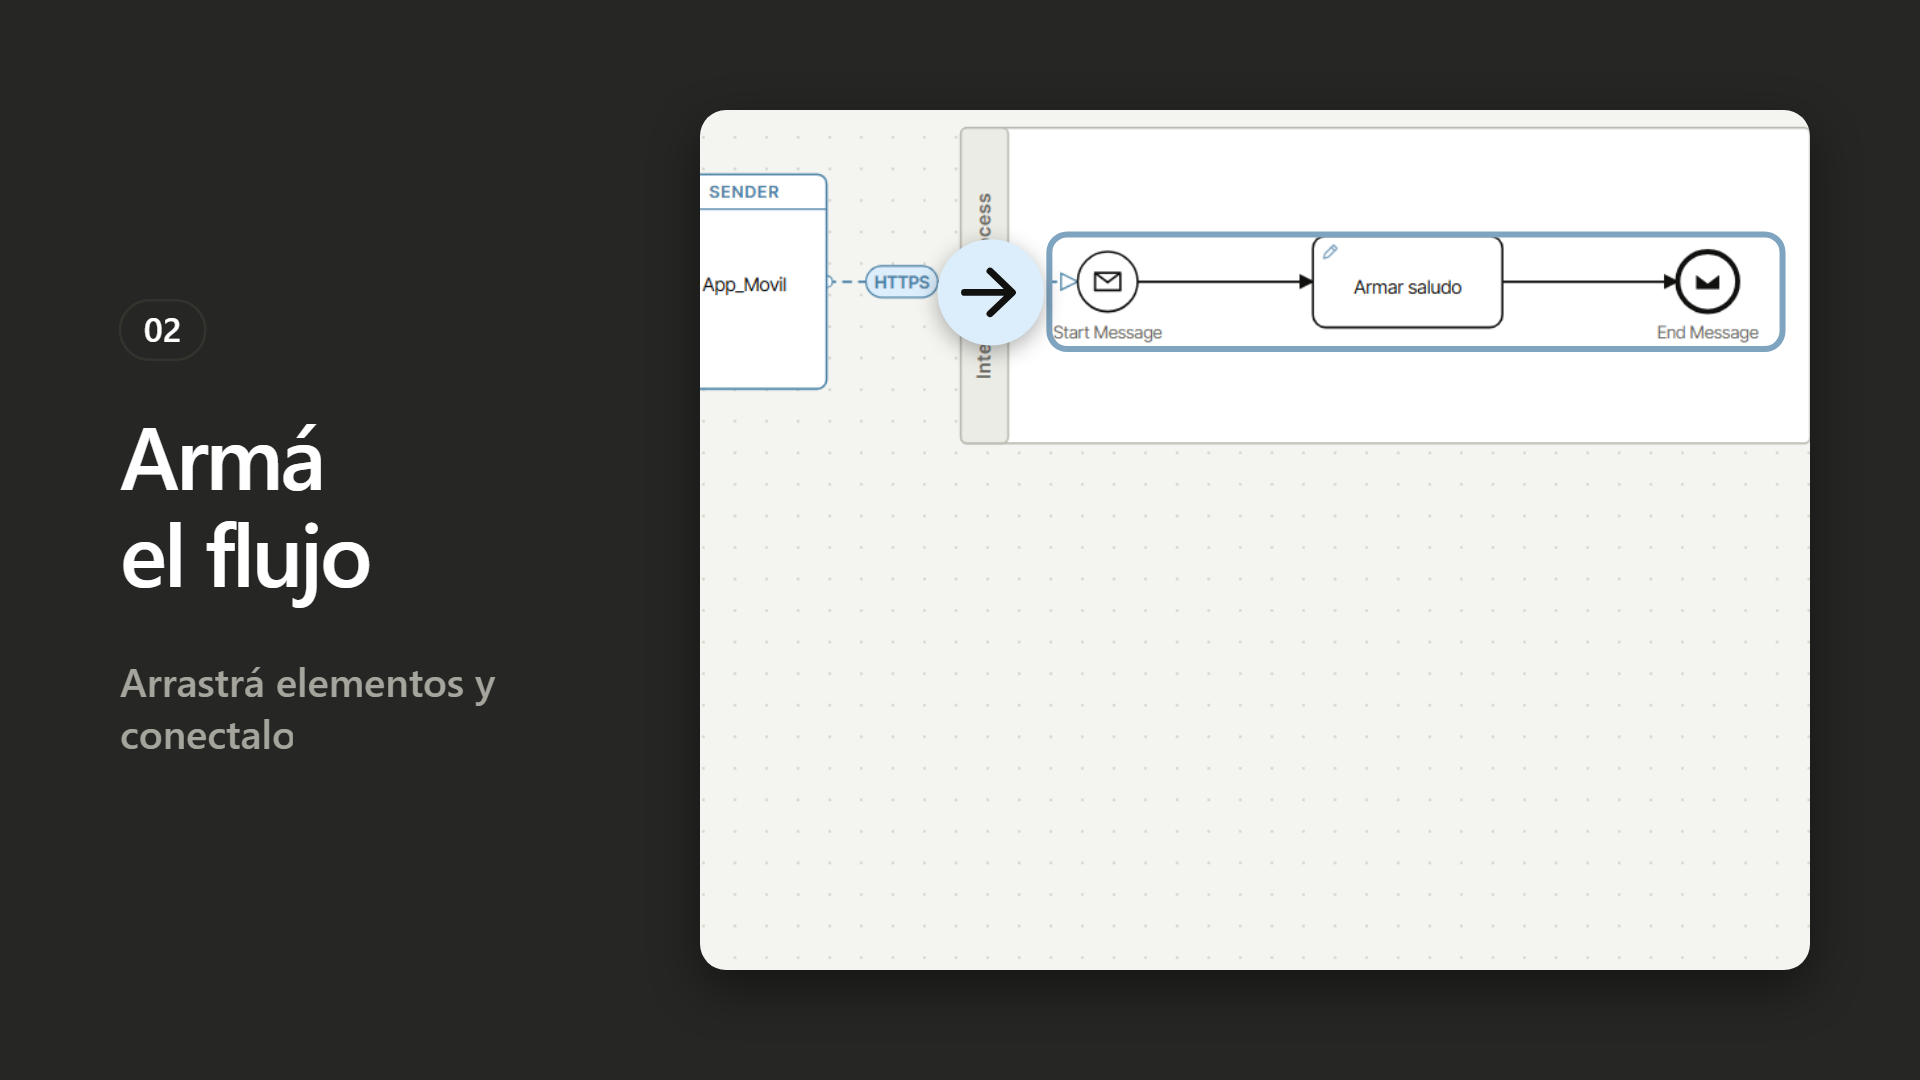 02
Armá
el flujo
Arrastrá elementos y
conectalo
SENDER
App_Movil
HTTPS
Start Message
Armar saludo
End Message